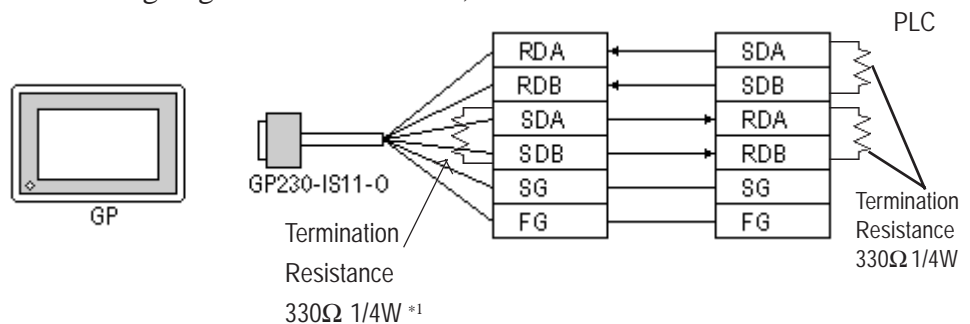 PLC
RDA SDA
RDB SDB
SDA RDA
SDB RDB
SG SG
FG FG
GP
GP230-IS11-O
Termination
Resistance
330Ω 1/4W *1
Termination
Resistance
330Ω 1/4W